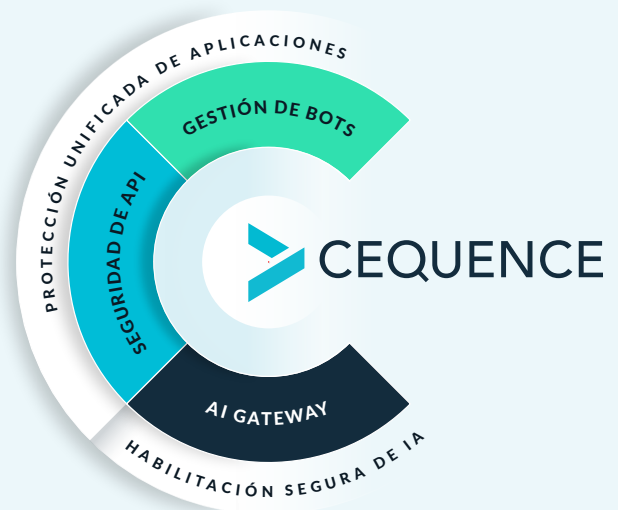 PROTECCIÓN UNIFICADA DE APLICACIONES
GESTIÓN DE BOTS
SEGURIDAD DE API
CEQUENCE
AI GATEWAY
HABILITACIÓN SEGURA DE IA